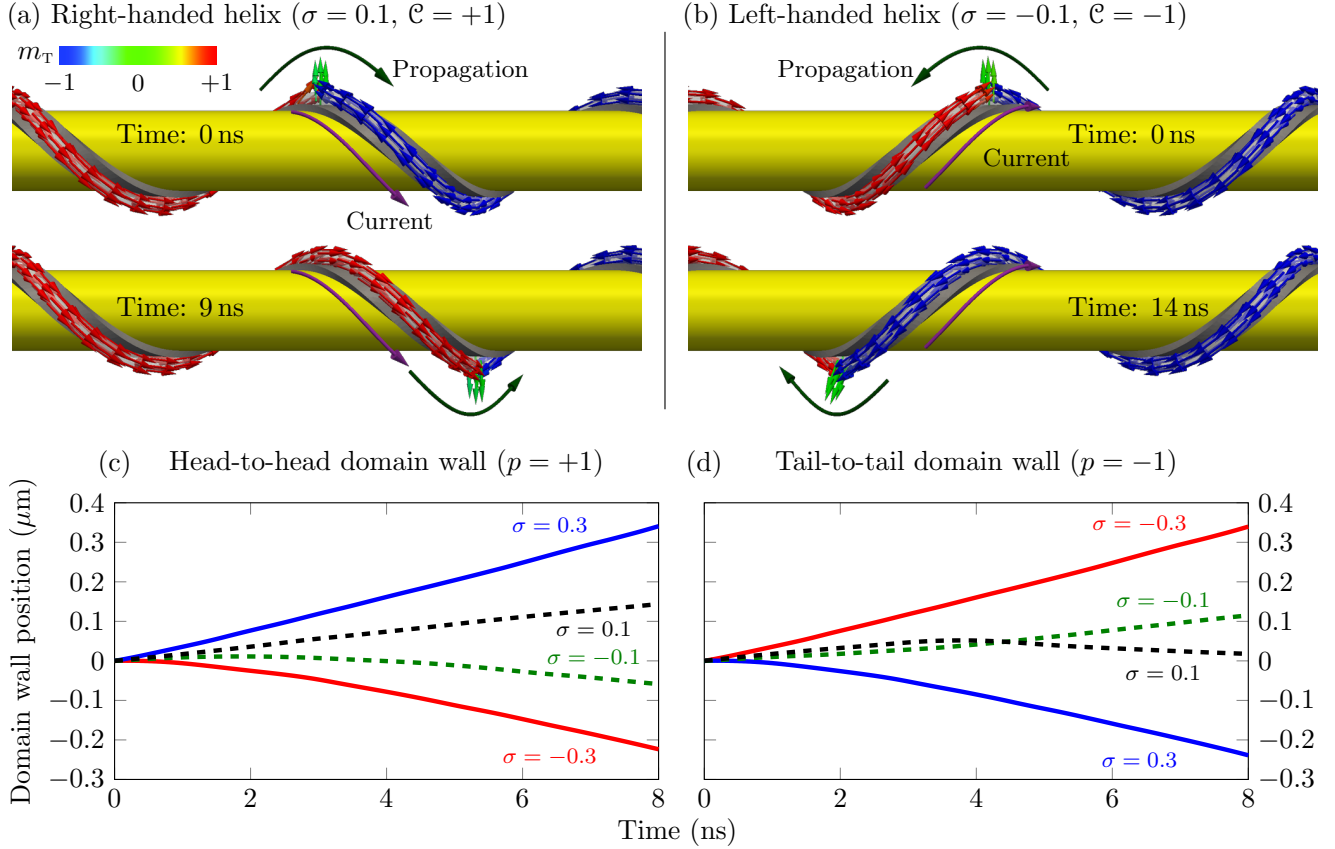 (a) Right-handed helix (σ = 0.1, 𝒞 = +1)
m_T
−1 0 +1
Propagation
Time: 0 ns
Current
Time: 9 ns
(b) Left-handed helix (σ = −0.1, 𝒞 = −1)
Propagation
Time: 0 ns
Current
Time: 14 ns
(c) Head-to-head domain wall (p = +1)
Domain wall position (μm)
0.4
0.3
0.2
0.1
0
−0.1
−0.2
−0.3
σ = 0.3
σ = 0.1
σ = −0.1
σ = −0.3
0 2 4 6 8
(d) Tail-to-tail domain wall (p = −1)
σ = −0.3
σ = −0.1
σ = 0.1
σ = 0.3
0.4
0.3
0.2
0.1
0
−0.1
−0.2
−0.3
0 2 4 6 8
Time (ns)